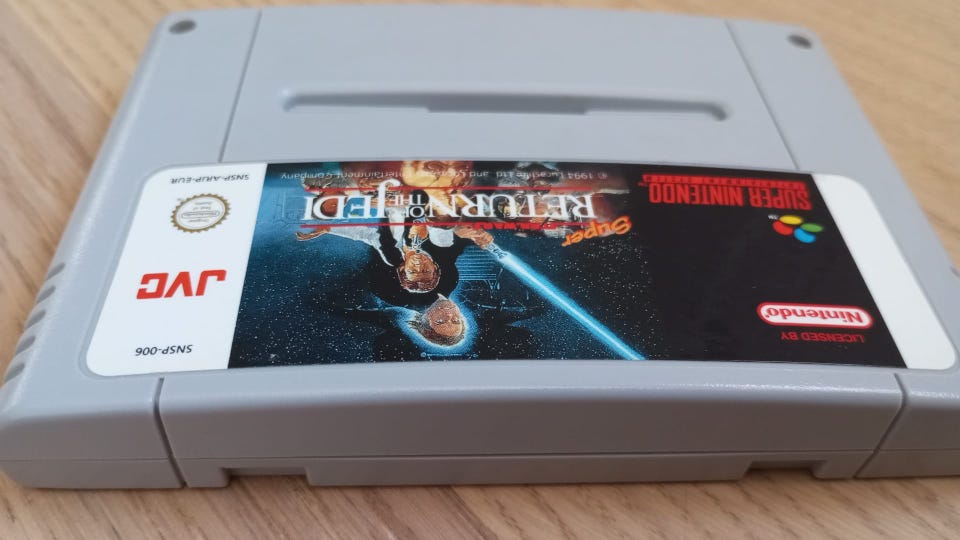 SUPER NINTENDO
ENTERTAINMENT SYSTEM
LICENSED BY
Nintendo®
Super
STAR WARS
RETURN
OF THE
JEDI
© 1994 Lucasfilm Ltd and Lucasarts Entertainment Company
SNSP-ARJP-EUR
Nintendo
JVC
SNSP-006